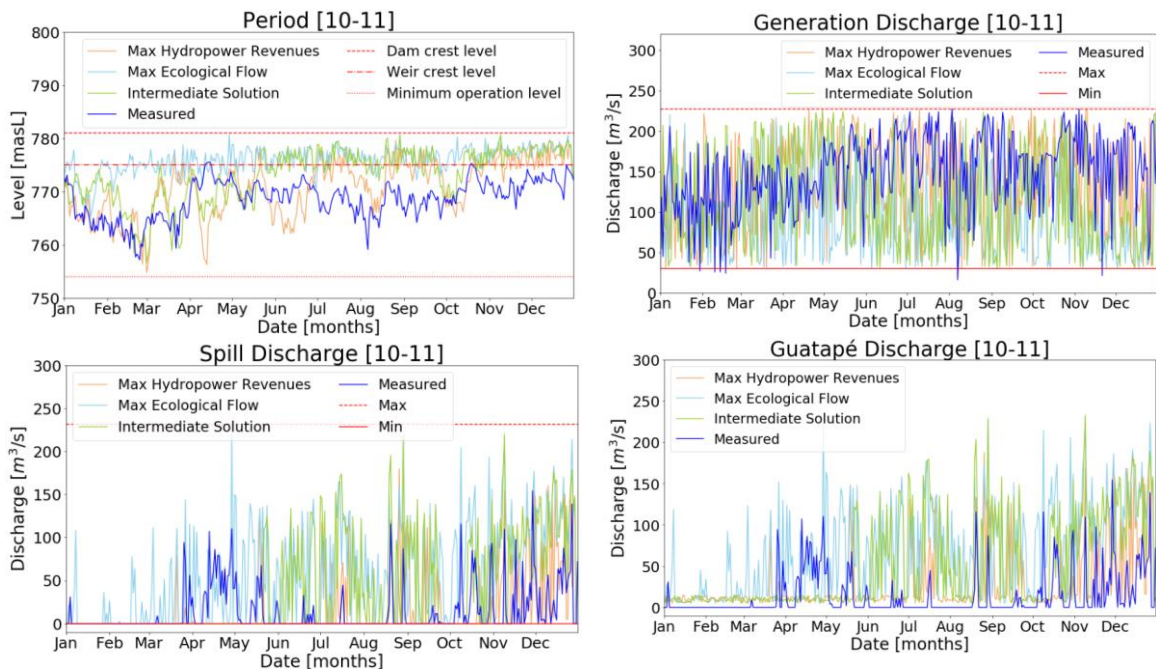 Period [10-11]
800
790
780
770
760
750
Level [masL]
Max Hydropower Revenues
Max Ecological Flow
Intermediate Solution
Measured
Dam crest level
Weir crest level
Minimum operation level
Jan Feb Mar Apr May Jun Jul Aug Sep Oct Nov Dec
Date [months]
Generation Discharge [10-11]
300
250
200
150
100
50
0
Discharge [m³/s]
Max Hydropower Revenues
Max Ecological Flow
Intermediate Solution
Measured
Max
Min
Jan Feb Mar Apr May Jun Jul Aug Sep Oct Nov Dec
Date [months]
Spill Discharge [10-11]
300
250
200
150
100
50
0
Discharge [m³/s]
Max Hydropower Revenues
Max Ecological Flow
Intermediate Solution
Measured
Max
Min
Jan Feb Mar Apr May Jun Jul Aug Sep Oct Nov Dec
Date [months]
Guatapé Discharge [10-11]
300
250
200
150
100
50
0
Discharge [m³/s]
Max Hydropower Revenues
Max Ecological Flow
Intermediate Solution
Measured
Jan Feb Mar Apr May Jun Jul Aug Sep Oct Nov Dec
Date [months]